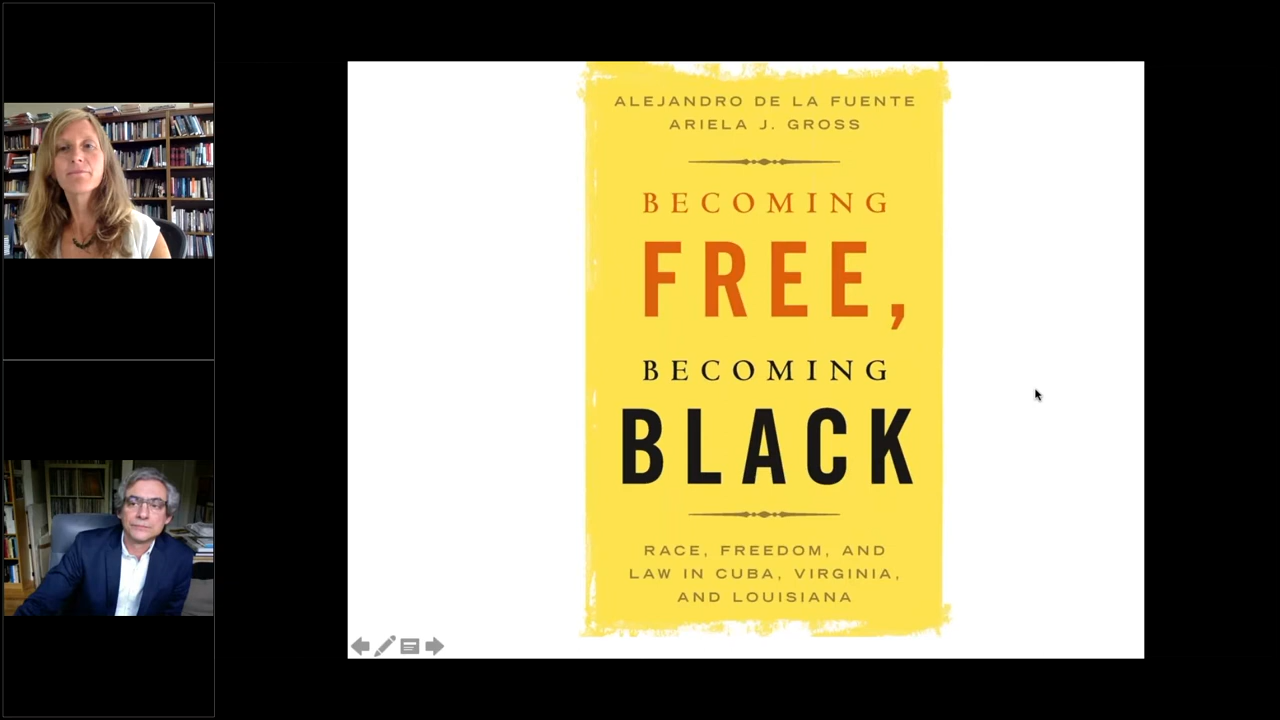 ALEJANDRO DE LA FUENTE
ARIELA J. GROSS
BECOMING
FREE,
BECOMING
BLACK
RACE, FREEDOM, AND
LAW IN CUBA, VIRGINIA,
AND LOUISIANA